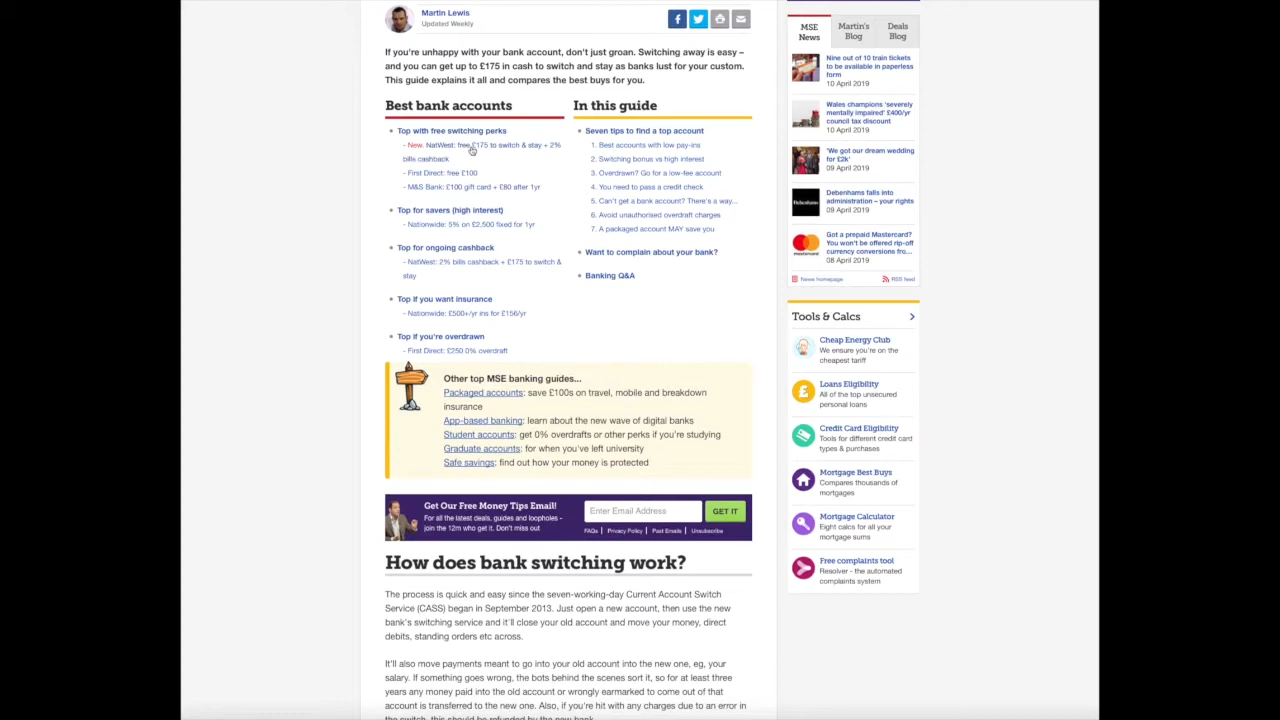 Martin Lewis
Updated Weekly
If you're unhappy with your bank account, don't just groan. Switching away is easy –
and you can get up to £175 in cash to switch and stay as banks lust for your custom.
This guide explains it all and compares the best buys for you.
Best bank accounts
Top with free switching perks
- New. NatWest: free £175 to switch & stay + 2%
bills cashback
- First Direct: free £100
- M&S Bank: £100 gift card + £80 after 1yr
Top for savers (high interest)
- Nationwide: 5% on £2,500 fixed for 1yr
Top for ongoing cashback
- NatWest: 2% bills cashback + £175 to switch &
stay
Top if you want insurance
- Nationwide: £500+/yr ins for £156/yr
Top if you're overdrawn
- First Direct: £250 0% overdraft
In this guide
Seven tips to find a top account
1. Best accounts with low pay-ins
2. Switching bonus vs high interest
3. Overdrawn? Go for a low-fee account
4. You need to pass a credit check
5. Can't get a bank account? There's a way...
6. Avoid unauthorised overdraft charges
7. A packaged account MAY save you
Want to complain about your bank?
Banking Q&A
Other top MSE banking guides...
Packaged accounts: save £100s on travel, mobile and breakdown
insurance
App-based banking: learn about the new wave of digital banks
Student accounts: get 0% overdrafts or other perks if you're studying
Graduate accounts: for when you've left university
Safe savings: find out how your money is protected
Get Our Free Money Tips Email!
For all the latest deals, guides and loopholes -
join the 12m who get it. Don't miss out
Enter Email Address
GET IT
FAQs | Privacy Policy | Past Emails | Unsubscribe
How does bank switching work?
The process is quick and easy since the seven-working-day Current Account Switch
Service (CASS) began in September 2013. Just open a new account, then use the new
bank's switching service and it'll close your old account and move your money, direct
debits, standing orders etc across.
It'll also move payments meant to go into your old account into the new one, eg, your
salary. If something goes wrong, the bots behind the scenes sort it, so for at least three
years any money paid into the old account or wrongly earmarked to come out of that
account is transferred to the new one. Also, if you're hit with any charges due to an error in
the switch, this should be refunded by the new bank.
MSE
News
Martin's
Blog
Deals
Blog
Nine out of 10 train tickets
to be available in paperless
form
10 April 2019
Wales champions 'severely
mentally impaired' £400/yr
council tax discount
10 April 2019
'We got our dream wedding
for £2k'
09 April 2019
Debenhams
Debenhams falls into
administration – your rights
09 April 2019
mastercard
Got a prepaid Mastercard?
You won't be offered rip-off
currency conversions fro...
08 April 2019
News homepage
RSS feed
Tools & Calcs
Cheap Energy Club
We ensure you're on the
cheapest tariff
Loans Eligibility
All of the top unsecured
personal loans
Credit Card Eligibility
Tools for different credit card
types & purchases
Mortgage Best Buys
Compares thousands of
mortgages
Mortgage Calculator
Eight calcs for all your
mortgage sums
Free complaints tool
Resolver - the automated
complaints system